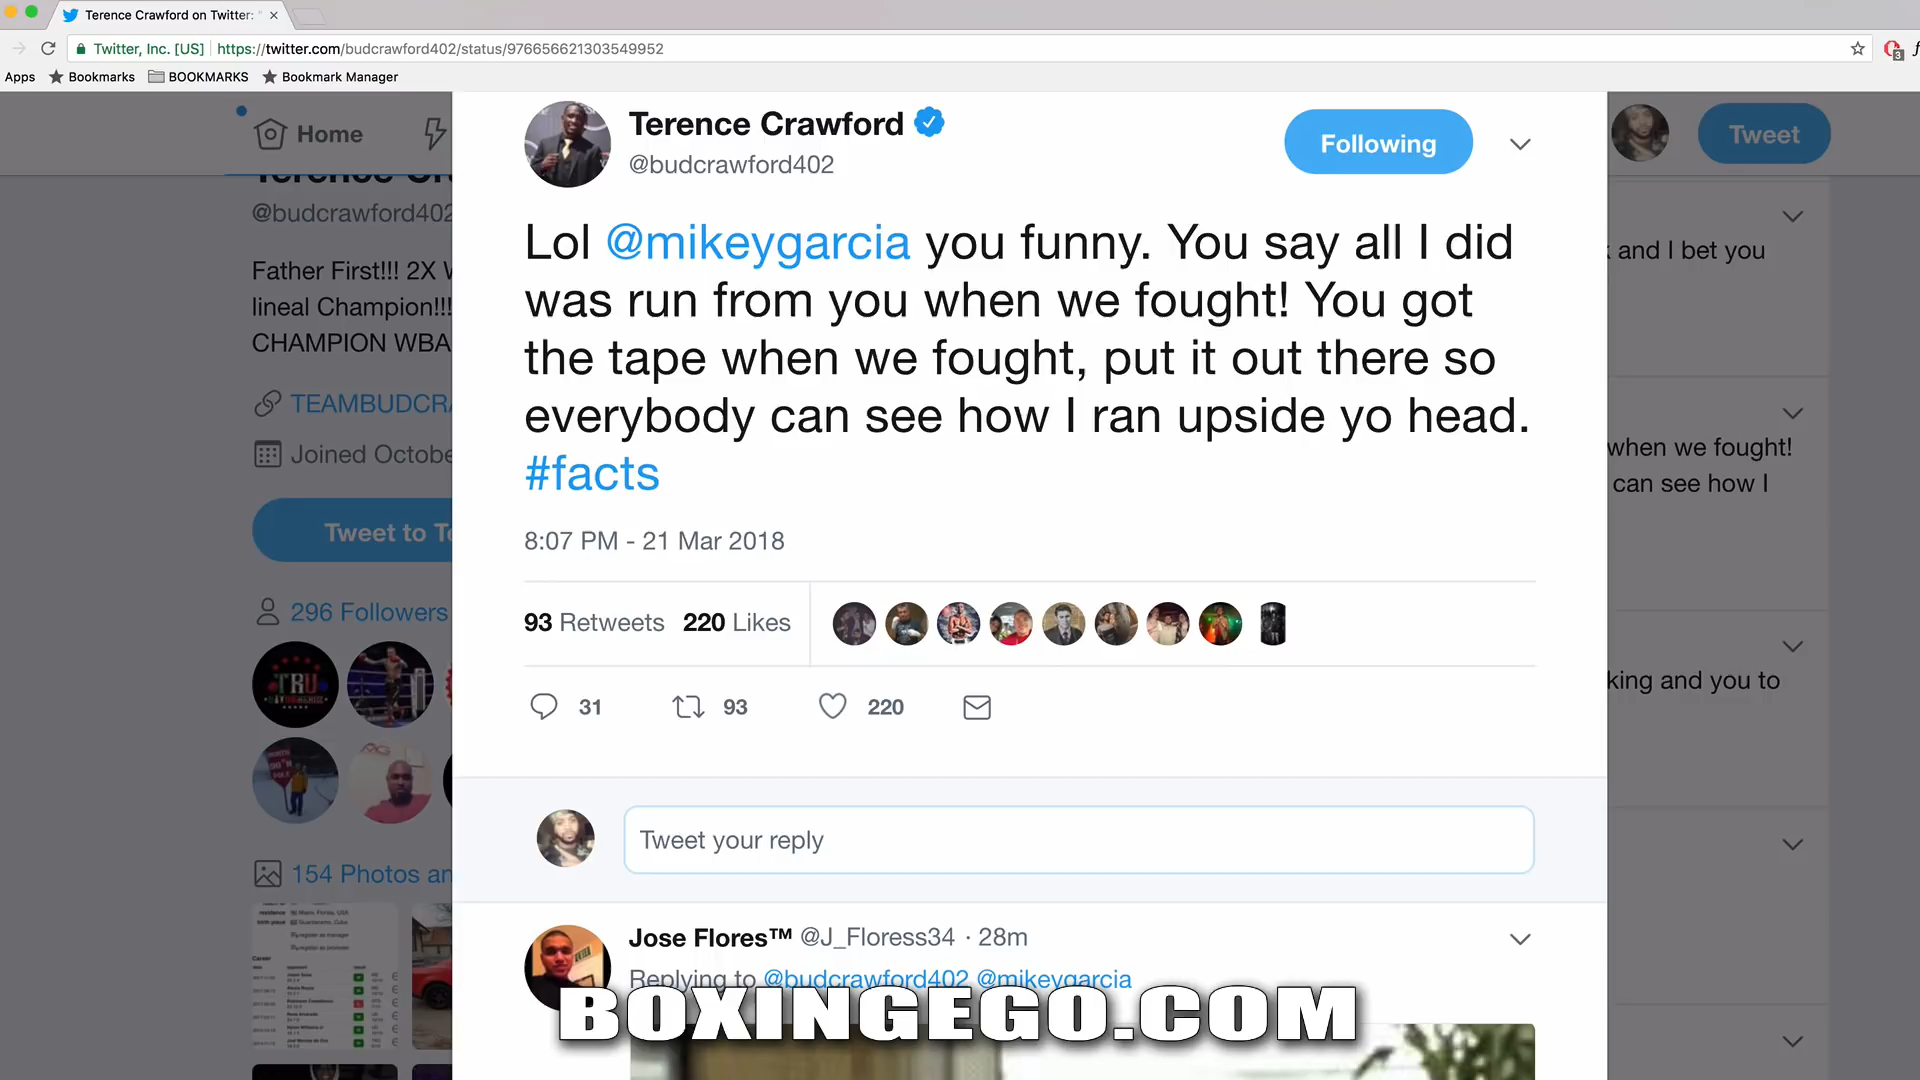 Terence Crawford on Twitter: "
Twitter, Inc. [US]
https://twitter.com/budcrawford402/status/976656621303549952
3
Apps
Bookmarks
BOOKMARKS
Bookmark Manager
Home
Terence Crawford
@budcrawford402
Following
Tweet
@budcrawford402
Father First!!! 2X W
lineal Champion!!!
CHAMPION WBA
TEAMBUDCR
Joined Octobe
Tweet to Te
296 Followers
TRU
154 Photos an
Lol @mikeygarcia you funny. You say all I did
was run from you when we fought! You got
the tape when we fought, put it out there so
everybody can see how I ran upside yo head.
#facts
8:07 PM - 21 Mar 2018
93 Retweets 220 Likes
31
93
220
Tweet your reply
Jose Flores™ @J_Floress34 · 28m
Replying to @budcrawford402 @mikeygarcia
BOXINGEGO.COM
and I bet you
when we fought!
can see how I
king and you to